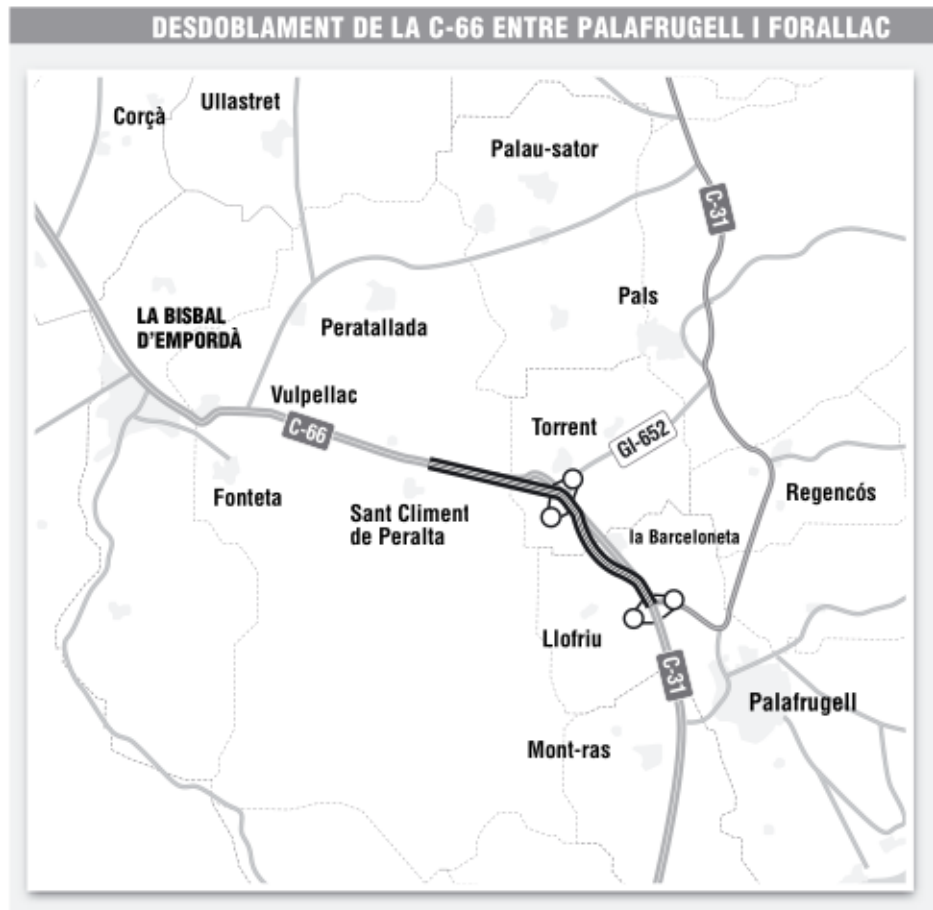 DESDOBLAMENT DE LA C-66 ENTRE PALAFRUGELL I FORALLAC
Ullastret
Corçà
Palau-sator
C-31
Pals
LA BISBAL
D'EMPORDÀ
Peratallada
Vulpellac
C-66
Torrent
GI-652
Fonteta
Regencós
Sant Climent
de Peralta
la Barceloneta
Llofriu
C-31
Palafrugell
Mont-ras